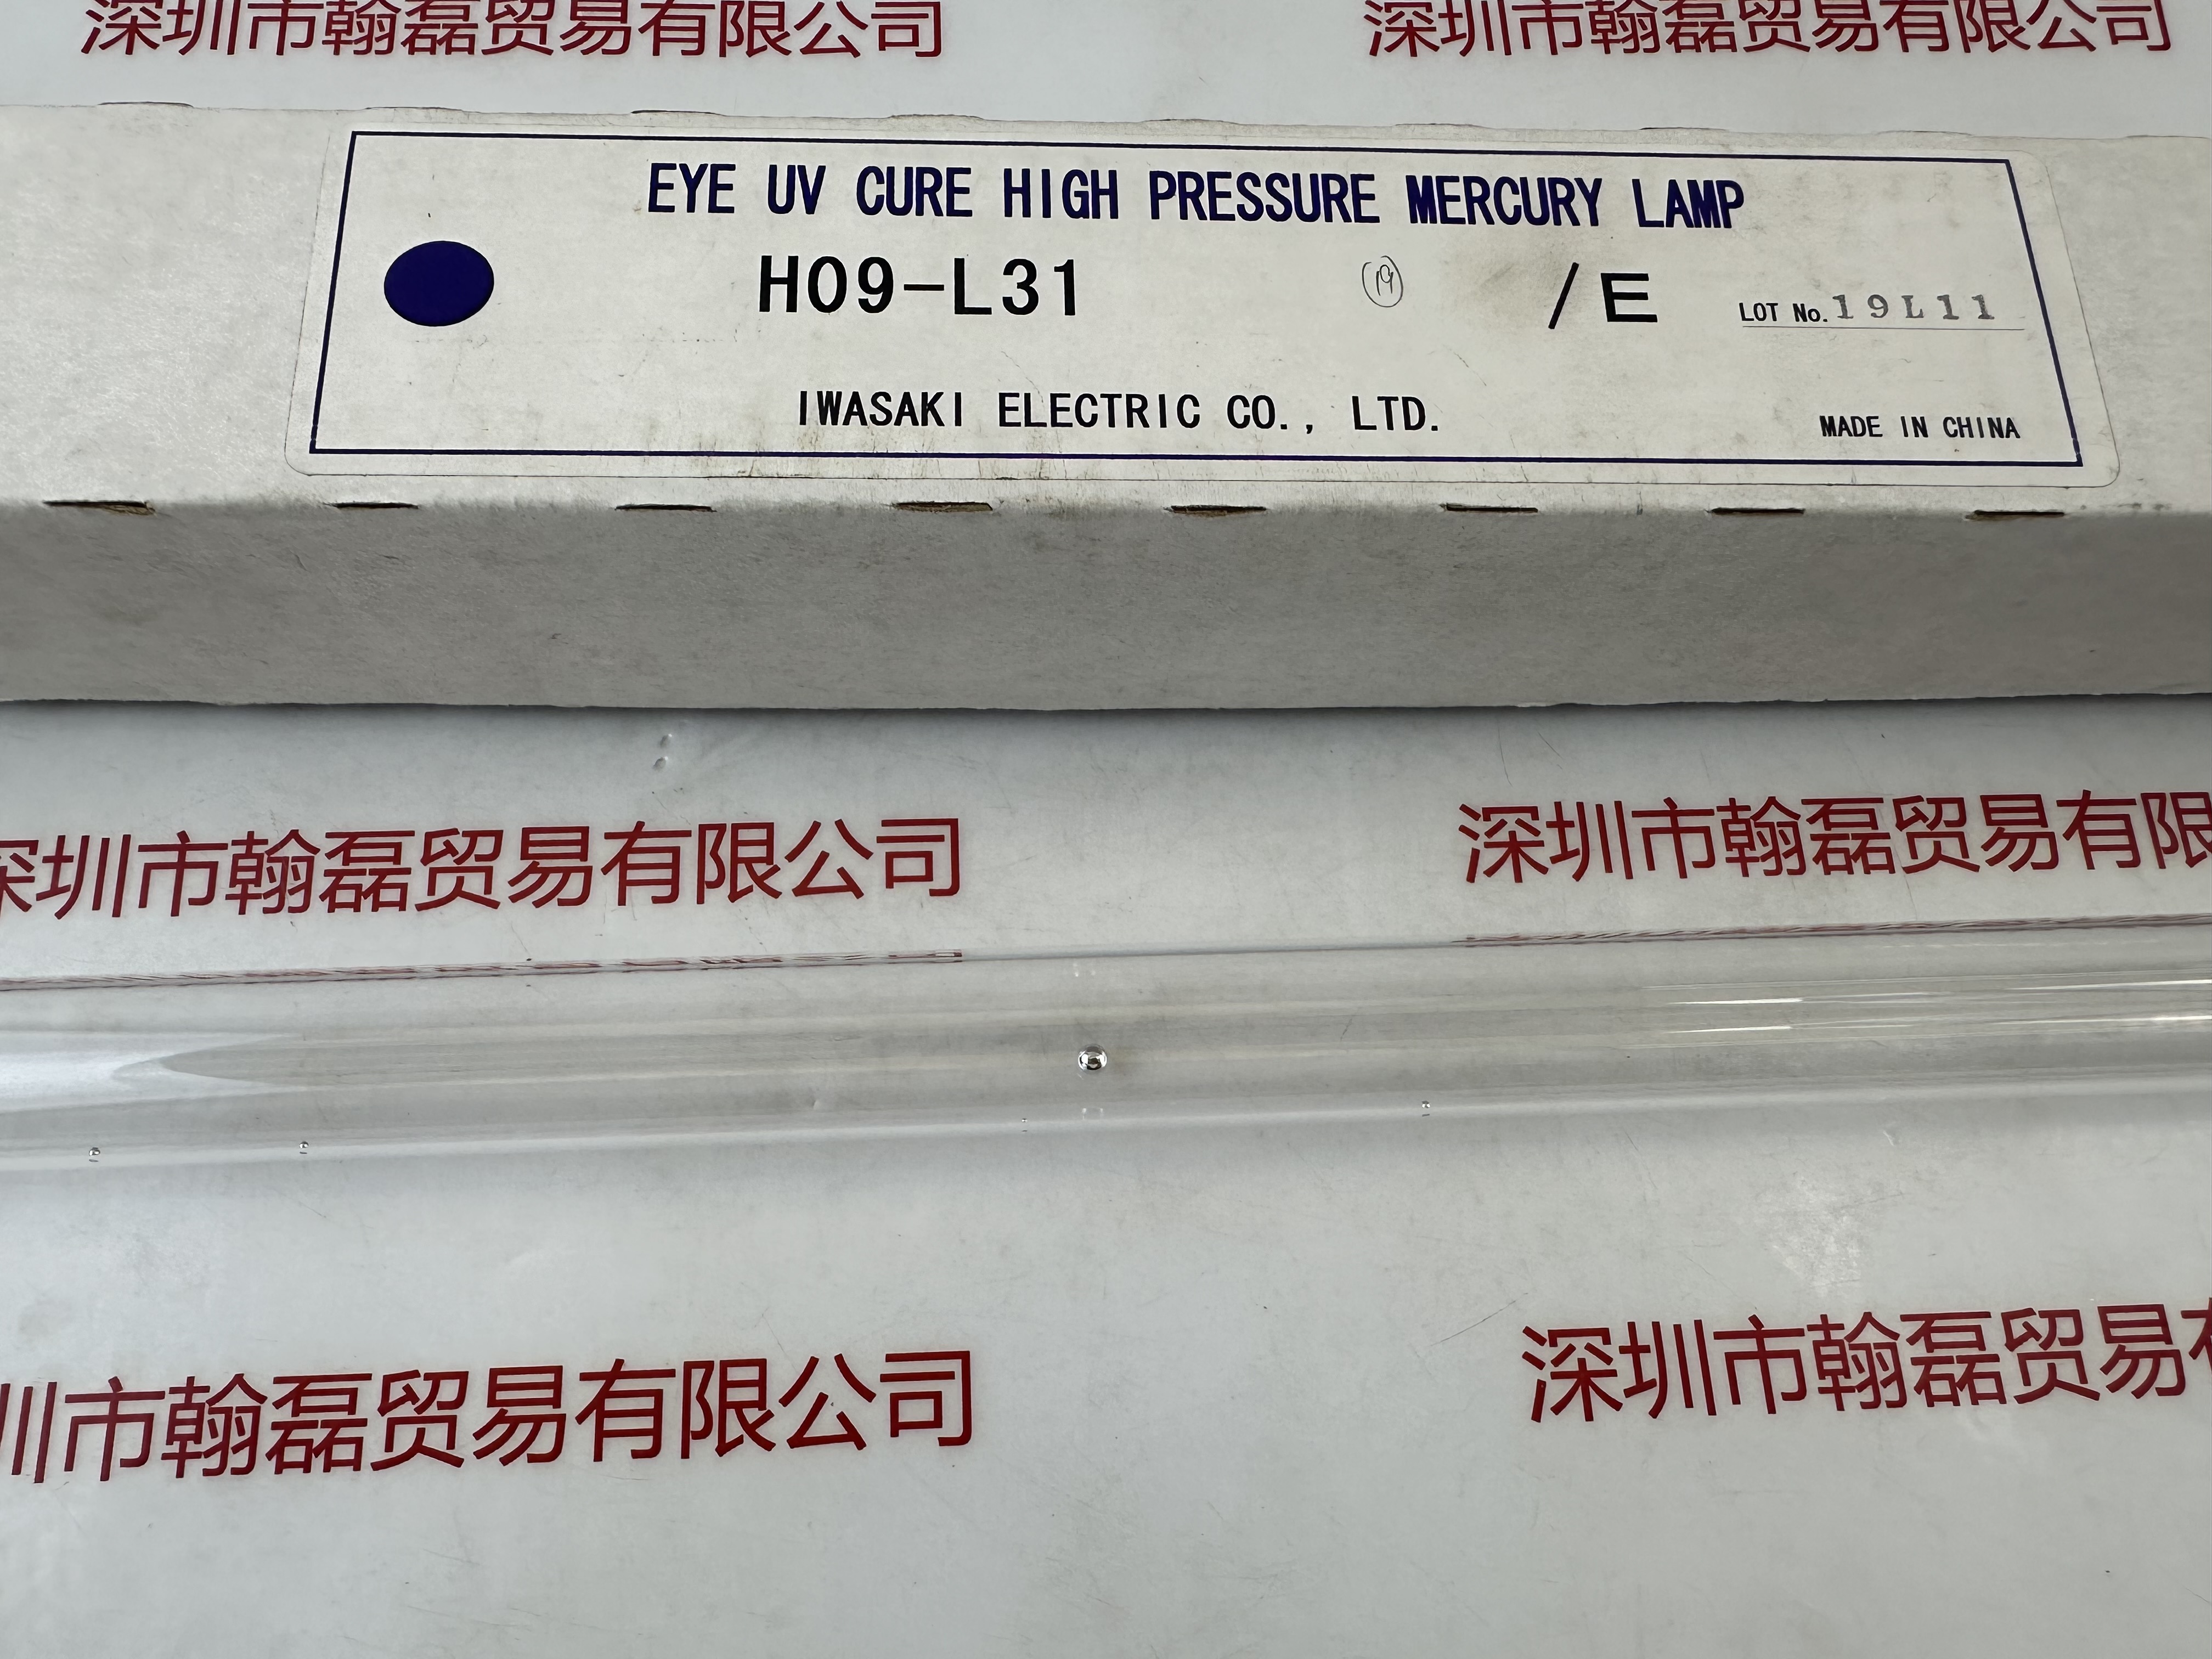 深圳市翰磊贸易有限公司 深圳市翰磊贸易有限公司
EYE UV CURE HIGH PRESSURE MERCURY LAMP
H09-L31 19 /E LOT No. 19L11
IWASAKI ELECTRIC CO., LTD.
MADE IN CHINA
深圳市翰磊贸易有限公司 深圳市翰磊贸易有限
圳市翰磊贸易有限公司 深圳市翰磊贸易有